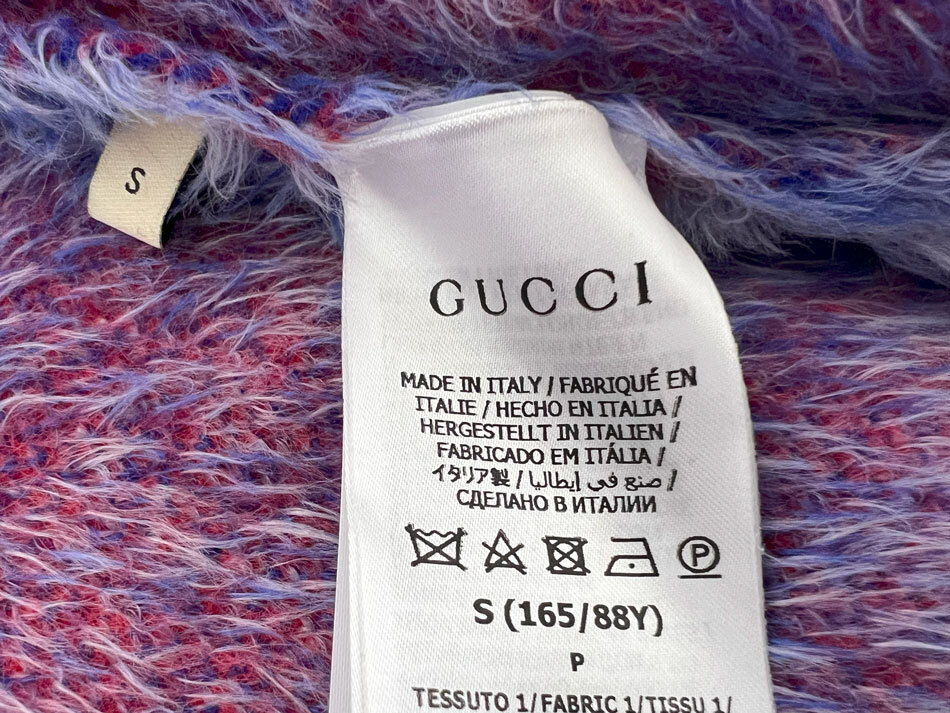 S
GUCCI
MADE IN ITALY / FABRIQUÉ EN
ITALIE / HECHO EN ITALIA /
HERGESTELLT IN ITALIEN /
FABRICADO EM ITÁLIA /
イタリア製 / صنع في إيطاليا /
СДЕЛАНО В ИТАЛИИ
P
S (165/88Y)
P
TESSUTO 1/FABRIC 1/TISSU 1/